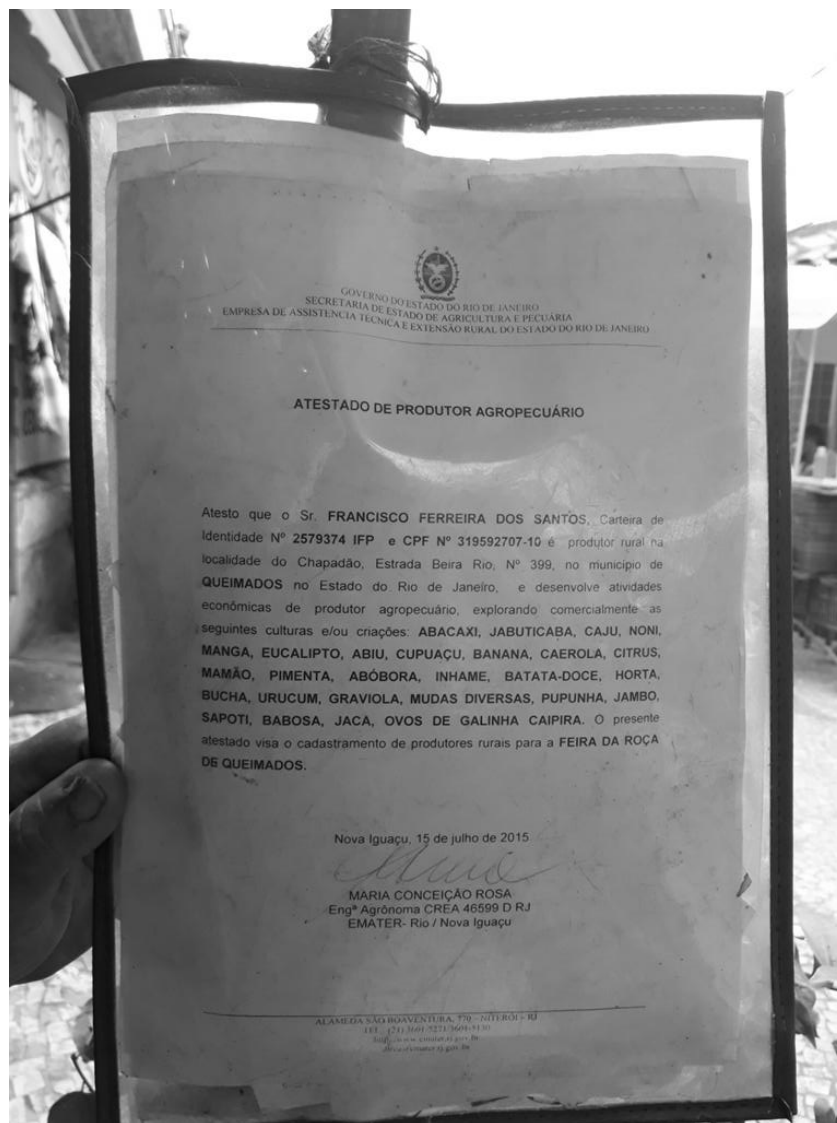 GOVERNO DO ESTADO DO RIO DE JANEIRO
SECRETARIA DE ESTADO DE AGRICULTURA E PECUÁRIA
EMPRESA DE ASSISTENCIA TÉCNICA E EXTENSÃO RURAL DO ESTADO DO RIO DE JANEIRO
ATESTADO DE PRODUTOR AGROPECUÁRIO
Atesto que o Sr. FRANCISCO FERREIRA DOS SANTOS, Carteira de
Identidade Nº 2579374 IFP e CPF Nº 319592707-10 é produtor rural na
localidade do Chapadão, Estrada Beira Rio, Nº 399, no município de
QUEIMADOS no Estado do Rio de Janeiro, e desenvolve atividades
econômicas de produtor agropecuário, explorando comercialmente as
seguintes culturas e/ou criações: ABACAXI, JABUTICABA, CAJU, NONI,
MANGA, EUCALIPTO, ABIU, CUPUAÇU, BANANA, CAEROLA, CITRUS,
MAMÃO, PIMENTA, ABÓBORA, INHAME, BATATA-DOCE, HORTA,
BUCHA, URUCUM, GRAVIOLA, MUDAS DIVERSAS, PUPUNHA, JAMBO,
SAPOTI, BABOSA, JACA, OVOS DE GALINHA CAIPIRA. O presente
atestado visa o cadastramento de produtores rurais para a FEIRA DA ROÇA
DE QUEIMADOS.
Nova Iguaçu, 15 de julho de 2015
MARIA CONCEIÇÃO ROSA
Engª Agrônoma CREA 46599 D RJ
EMATER- Rio / Nova Iguaçu
ALAMEDA SÃO BOAVENTURA, 770 - NITEROI - RJ